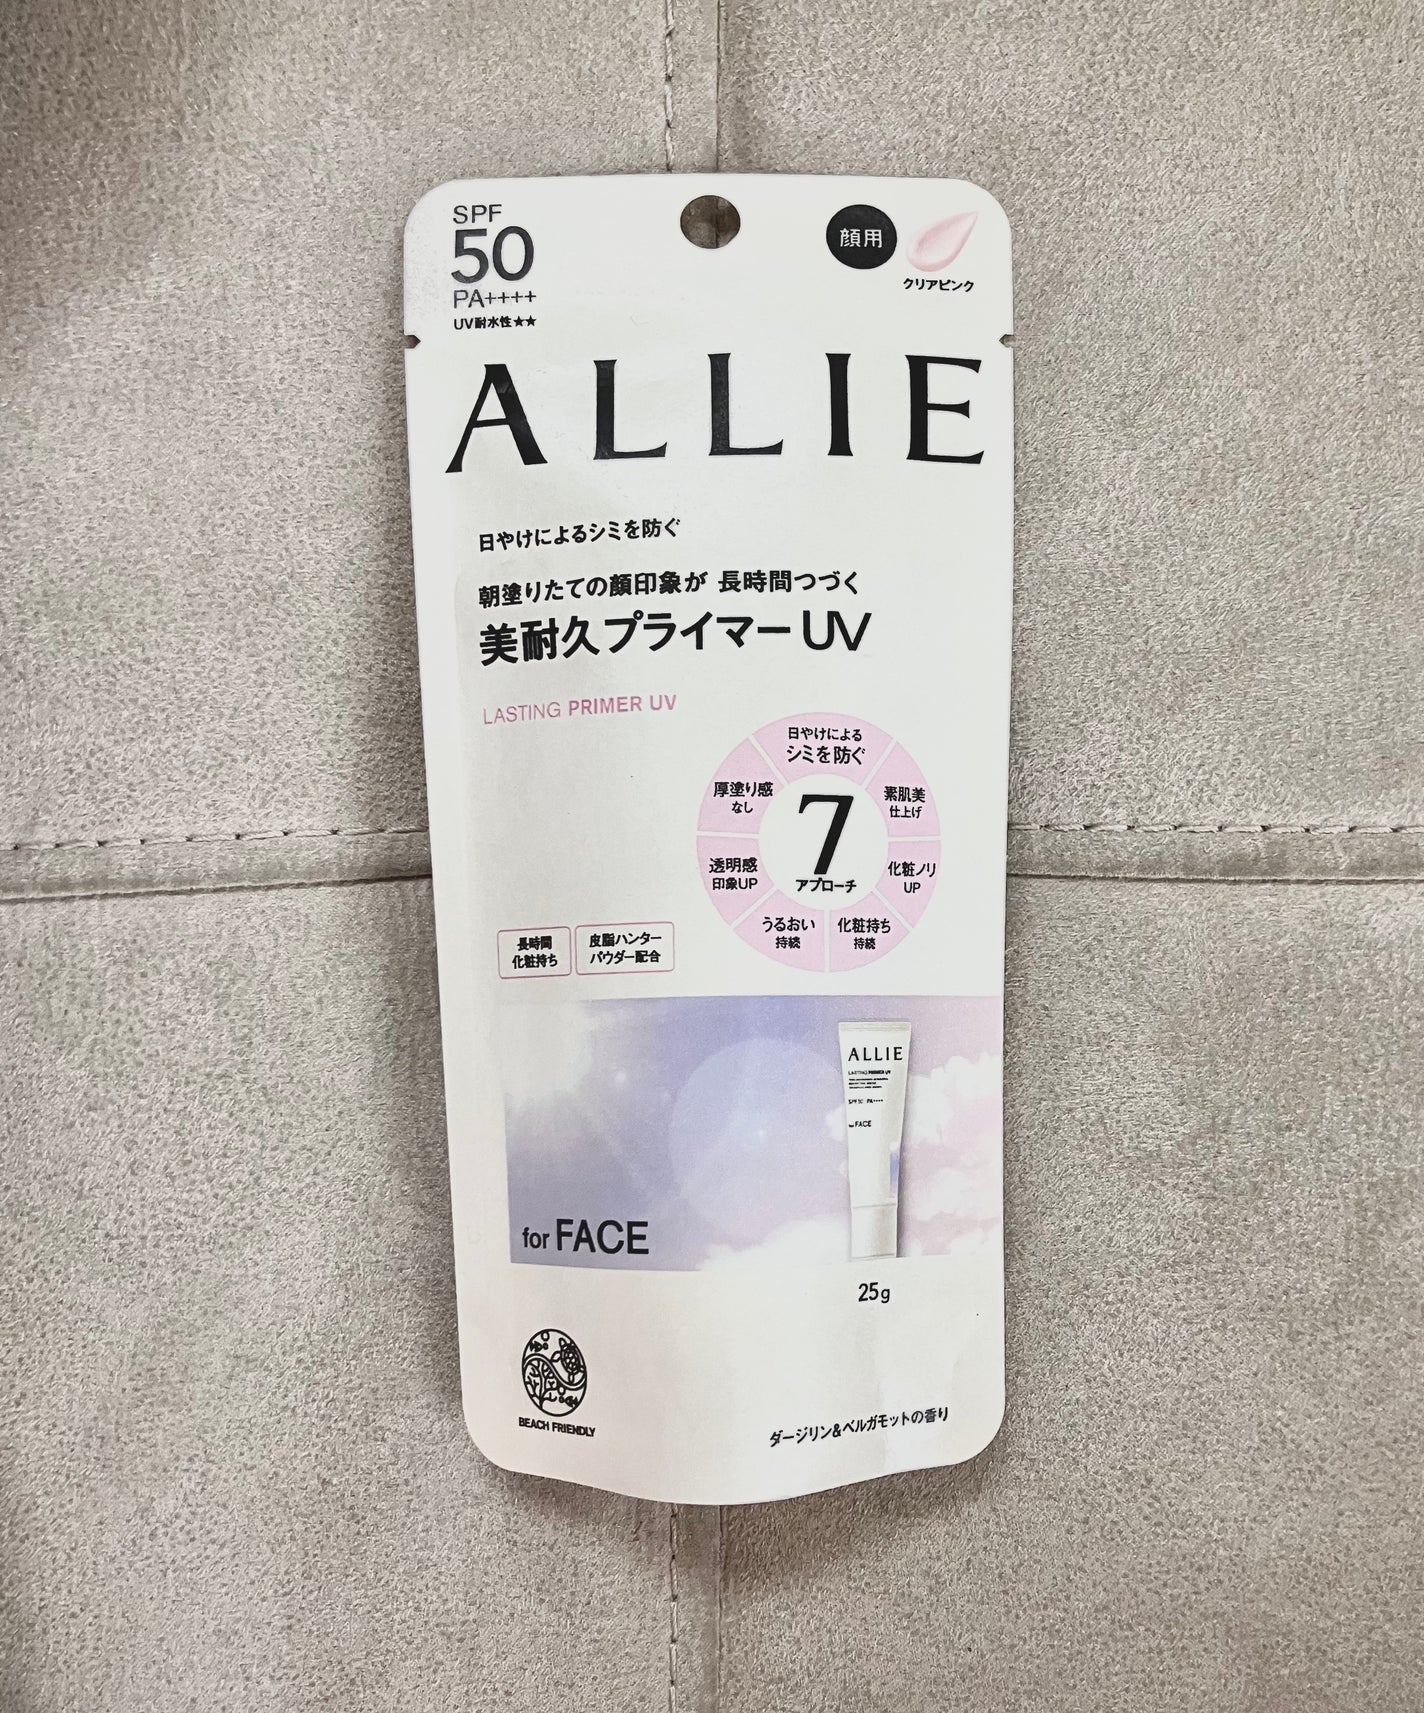 SPF
50
PA++++
UV耐水性★★
顔用
クリアピンク
ALLIE
日やけによるシミを防ぐ
朝塗りたての顔印象が 長時間つづく
美耐久プライマーUV
LASTING PRIMER UV
日やけによる
シミを防ぐ
素肌美
仕上げ
化粧ノリ
UP
化粧持ち
持続
うるおい
持続
透明感
印象UP
厚塗り感
なし
7
アプローチ
長時間
化粧持ち
皮脂ハンター
パウダー配合
ALLIE
LASTING PRIMER UV
SPF50 PA++++
for FACE
for FACE
25g
BEACH FRIENDLY
ダージリン&ベルガモットの香り